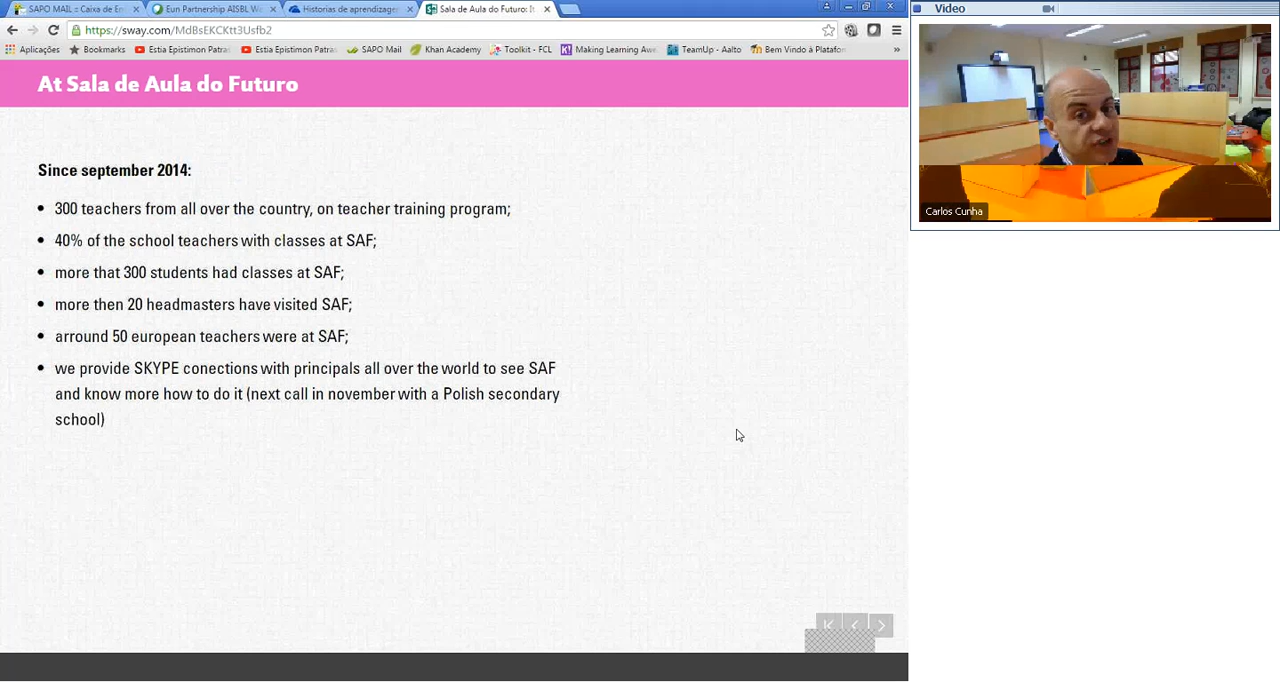 SAPO MAIL :: Caixa de En
Eun Partnership AISBL W
Historias de aprendizage
Sala de Aula do Futuro: It
https://sway.com/MdBsEKCKtt3Usfb2
Aplicações
Bookmarks
Estia Epistimon Patras
Estia Epistimon Patras
SAPO Mail
Khan Academy
Toolkit - FCL
Making Learning Awe
TeamUp - Aalto
Bem Vindo à Platafor
»
Video
Carlos Cunha
At Sala de Aula do Futuro
Since september 2014:
• 300 teachers from all over the country, on teacher training program;
• 40% of the school teachers with classes at SAF;
• more that 300 students had classes at SAF;
• more then 20 headmasters have visited SAF;
• arround 50 european teachers were at SAF;
• we provide SKYPE conections with principals all over the world to see SAF
and know more how to do it (next call in november with a Polish secondary
school)